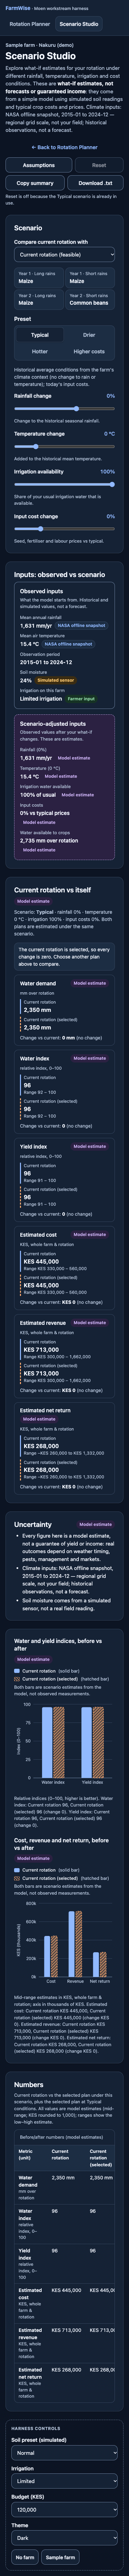 FarmWise · Moien workstream harness
Rotation Planner
Scenario Studio
Sample farm · Nakuru (demo)
Scenario Studio
Explore what-if estimates for your rotation under
different rainfall, temperature, irrigation and cost
conditions. These are what-if estimates, not
forecasts or guaranteed income: they come
from a simple model using simulated soil readings
and cached NASA climate data. Climate data is
regional grid scale, not your field; historical
observations, not a forecast.
← Back to Rotation Planner
Assumptions
Reset
Copy summary
Download .txt
Reset is off because the Typical scenario is already in
use.
Scenario
Compare current rotation with
Current rotation (feasible)
Year 1 · Long rains
Maize
Year 1 · Short rains
Maize
Year 2 · Long rains
Maize
Year 2 · Short rains
Common beans
Preset
Typical
Drier
Hotter
Higher costs
Historical average conditions from the farm's
climate record (no change to rain or
temperature); today's input costs.
Rainfall change
0%
Change to the historical seasonal rainfall.
Temperature change
0 °C
Added to the historical mean temperature.
Irrigation availability
100%
Share of your usual irrigation water that is
available.
Input cost change
0%
Seed, fertiliser and labour prices vs typical.
Inputs: observed vs scenario
Observed inputs
What the model starts from. Historical and
simulated values, not a forecast.
Mean annual rainfall
1,631 mm/yr
NASA offline snapshot
Mean air temperature
15.4 °C
NASA offline snapshot
Observation period
2015-01 to 2024-12
Soil moisture
24%
Simulated sensor
Irrigation on this farm
Limited irrigation
Farmer input
Scenario-adjusted inputs
Observed values after your what-if
changes. These are estimates.
Rainfall (0%)
1,631 mm/yr
Model estimate
Temperature (0 °C)
15.4 °C
Model estimate
Irrigation water available
100% of usual
Model estimate
Input costs
0% vs typical prices
Model estimate
Water available to crops
2,735 mm over rotation
Model estimate
Current rotation vs itself
Model estimate
Scenario: Typical · rainfall 0% · temperature
0 °C · irrigation 100% · input costs 0%. Both
plans are estimated under the same
scenario.
The current rotation is selected, so every
change is zero. Choose another plan
above to compare.
Water demand
Model estimate
mm over rotation
Current rotation
2,350 mm
Current rotation (selected)
2,350 mm
Change vs current: 0 mm (no change)
Water index
Model estimate
relative index, 0–100
Current rotation
96
Range 92 – 100
Current rotation (selected)
96
Range 92 – 100
Change vs current: 0 (no change)
Yield index
Model estimate
relative index, 0–100
Current rotation
96
Range 91 – 100
Current rotation (selected)
96
Range 91 – 100
Change vs current: 0 (no change)
Estimated cost
Model estimate
KES, whole farm & rotation
Current rotation
KES 445,000
Range 330,000 – 560,000
Current rotation (selected)
KES 445,000
Range 330,000 – 560,000
Change vs current: KES 0 (no change)
Estimated revenue
Model estimate
KES, whole farm & rotation
Current rotation
KES 713,000
Range 300,000 – 1,662,000
Current rotation (selected)
KES 713,000
Range 300,000 – 1,662,000
Change vs current: KES 0 (no change)
Estimated net return
Model estimate
KES, whole farm & rotation
Current rotation
KES 268,000
Range −KES 260,000 to KES 1,332,000
Current rotation (selected)
KES 268,000
Range −KES 260,000 to KES 1,332,000
Change vs current: KES 0 (no change)
Uncertainty
Model estimate
Every figure here is a model estimate,
not a guarantee of yield or income: real
outcomes depend on weather timing,
pests, management and markets.
Climate inputs: NASA offline snapshot,
2015-01 to 2024-12 — regional grid
scale, not your field; historical
observations, not a forecast.
Soil moisture comes from a simulated
sensor, not a real field reading.
Water and yield indices, before vs
after
Model estimate
Current rotation (solid bar)
Current rotation (selected) (hatched bar)
Both bars are scenario estimates from the
model, not observed measurements.
Index (0–100)
100
75
50
25
0
Water index
Yield index
Relative indices (0–100, higher is better). Water
index: Current rotation 96, Current rotation
(selected) 96 (change 0). Yield index: Current
rotation 96, Current rotation (selected) 96
(change 0).
Cost, revenue and net return, before
vs after
Model estimate
Current rotation (solid bar)
Current rotation (selected) (hatched bar)
Both bars are scenario estimates from the
model, not observed measurements.
KES (thousands)
800k
600k
400k
200k
0k
Cost
Revenue
Net return
Mid-range estimates in KES, whole farm &
rotation; axis in thousands of KES. Estimated
cost: Current rotation KES 445,000, Current
rotation (selected) KES 445,000 (change KES
0). Estimated revenue: Current rotation KES
713,000, Current rotation (selected) KES
713,000 (change KES 0). Estimated net return:
Current rotation KES 268,000, Current rotation
(selected) KES 268,000 (change KES 0).
Numbers
Current rotation vs the selected plan under this
scenario, plus the selected plan at Typical
conditions. All values are model estimates (mid-
range; KES rounded to 1,000); ranges show the
low–high estimate.
Before/after numbers (model estimates)
Metric
(unit)
Current
rotation
Current
rotation
(selected)
Water
demand
mm over
rotation
2,350 mm
2,350 mm
Water
index
relative
index, 0–
100
96
96
Yield
index
relative
index, 0–
100
96
96
Estimated
cost
KES, whole
farm &
rotation
KES 445,000
KES 445,00
Estimated
revenue
KES, whole
farm &
rotation
KES 713,000
KES 713,00
Estimated
net return
KES, whole
farm &
rotation
KES 268,000
KES 268,00
HARNESS CONTROLS
Soil preset (simulated)
Normal
Irrigation
Limited
Budget (KES)
120,000
Theme
Dark
No farm
Sample farm